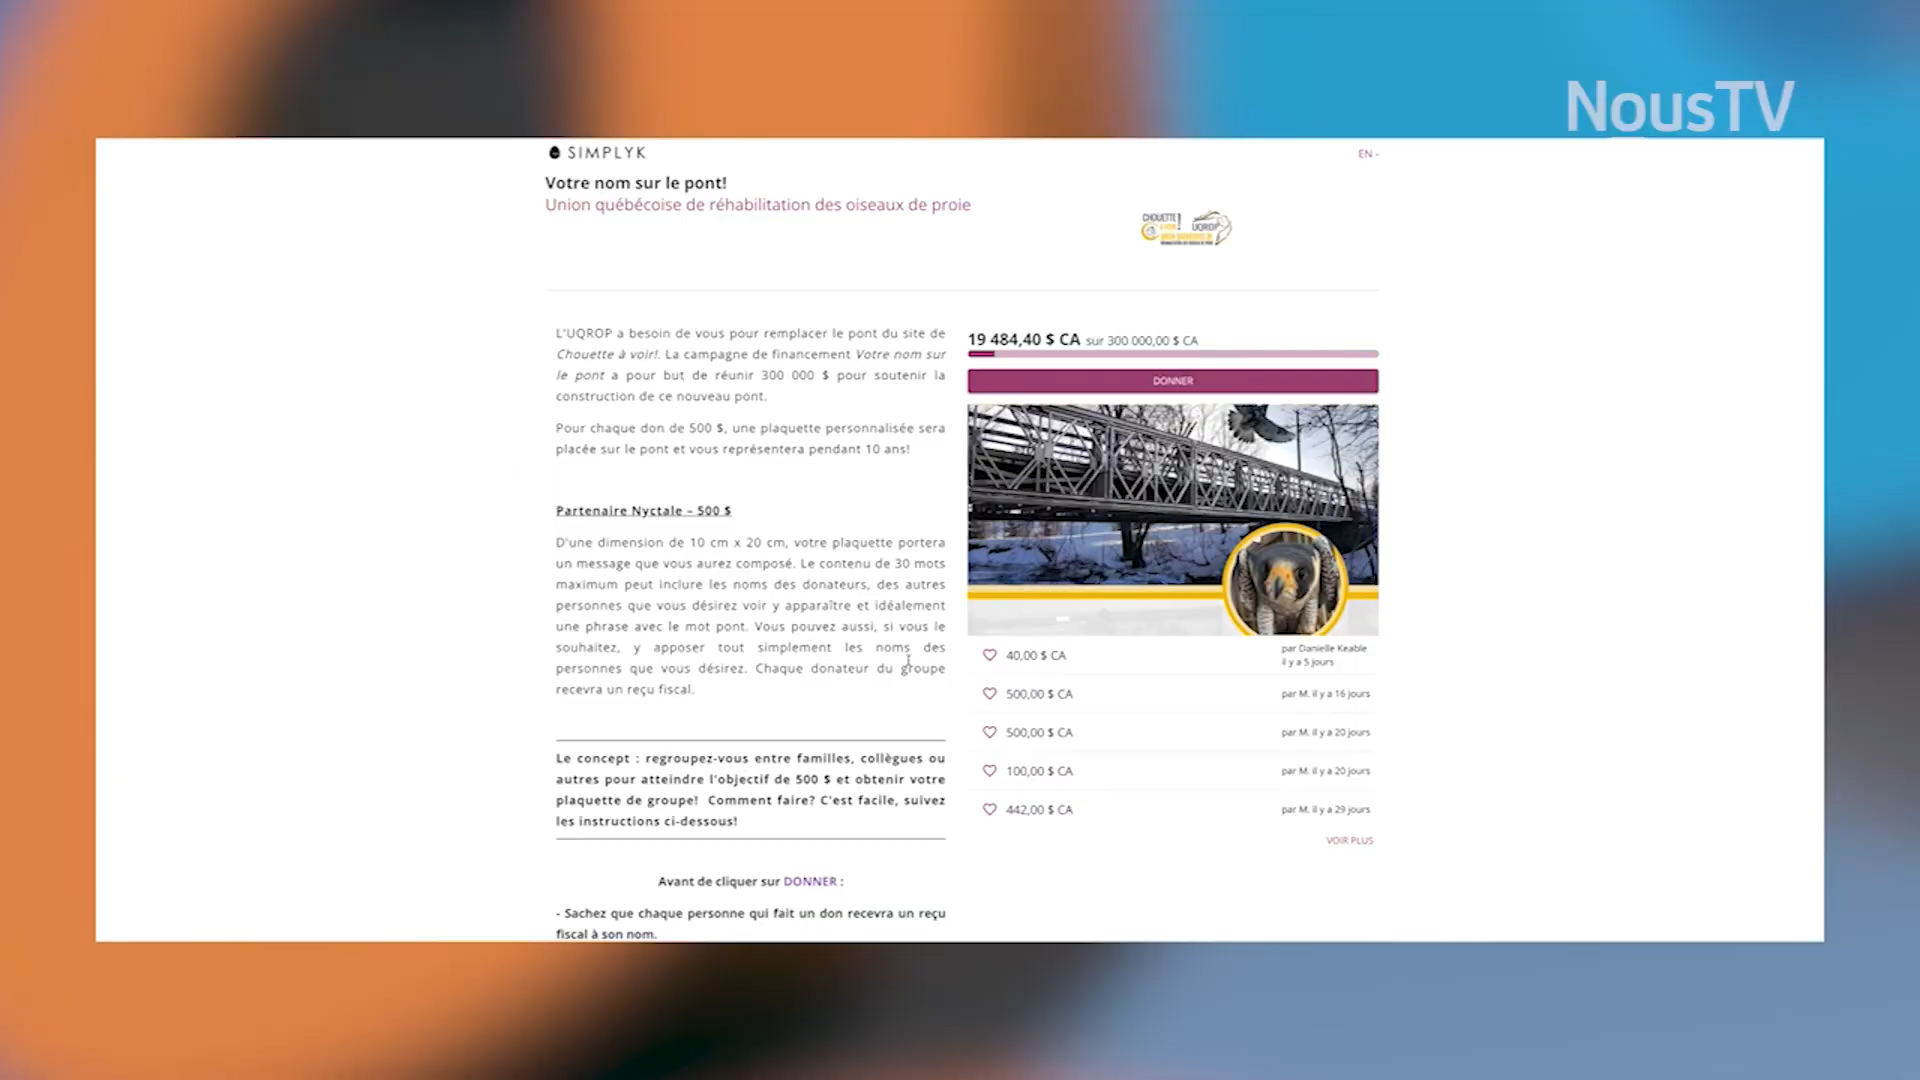 NousTV
SIMPLYK
EN -
Votre nom sur le pont!
Union québécoise de réhabilitation des oiseaux de proie
CHOUETTE
À VOIR!
UQROP
L'UQROP a besoin de vous pour remplacer le pont du site de
Chouette à voir!. La campagne de financement Votre nom sur
le pont a pour but de réunir 300 000 $ pour soutenir la
construction de ce nouveau pont.
Pour chaque don de 500 $, une plaquette personnalisée sera
placée sur le pont et vous représentera pendant 10 ans!
Partenaire Nyctale – 500 $
D'une dimension de 10 cm x 20 cm, votre plaquette portera
un message que vous aurez composé. Le contenu de 30 mots
maximum peut inclure les noms des donateurs, des autres
personnes que vous désirez voir y apparaître et idéalement
une phrase avec le mot pont. Vous pouvez aussi, si vous le
souhaitez, y apposer tout simplement les noms des
personnes que vous désirez. Chaque donateur du groupe
recevra un reçu fiscal.
Le concept : regroupez-vous entre familles, collègues ou
autres pour atteindre l'objectif de 500 $ et obtenir votre
plaquette de groupe! Comment faire? C'est facile, suivez
les instructions ci-dessous!
Avant de cliquer sur DONNER :
- Sachez que chaque personne qui fait un don recevra un reçu
fiscal à son nom.
19 484,40 $ CA sur 300 000,00 $ CA
DONNER
40,00 $ CA par Danielle Keable
il y a 5 jours
500,00 $ CA par M. il y a 16 jours
500,00 $ CA par M. il y a 20 jours
100,00 $ CA par M. il y a 20 jours
442,00 $ CA par M. il y a 29 jours
VOIR PLUS